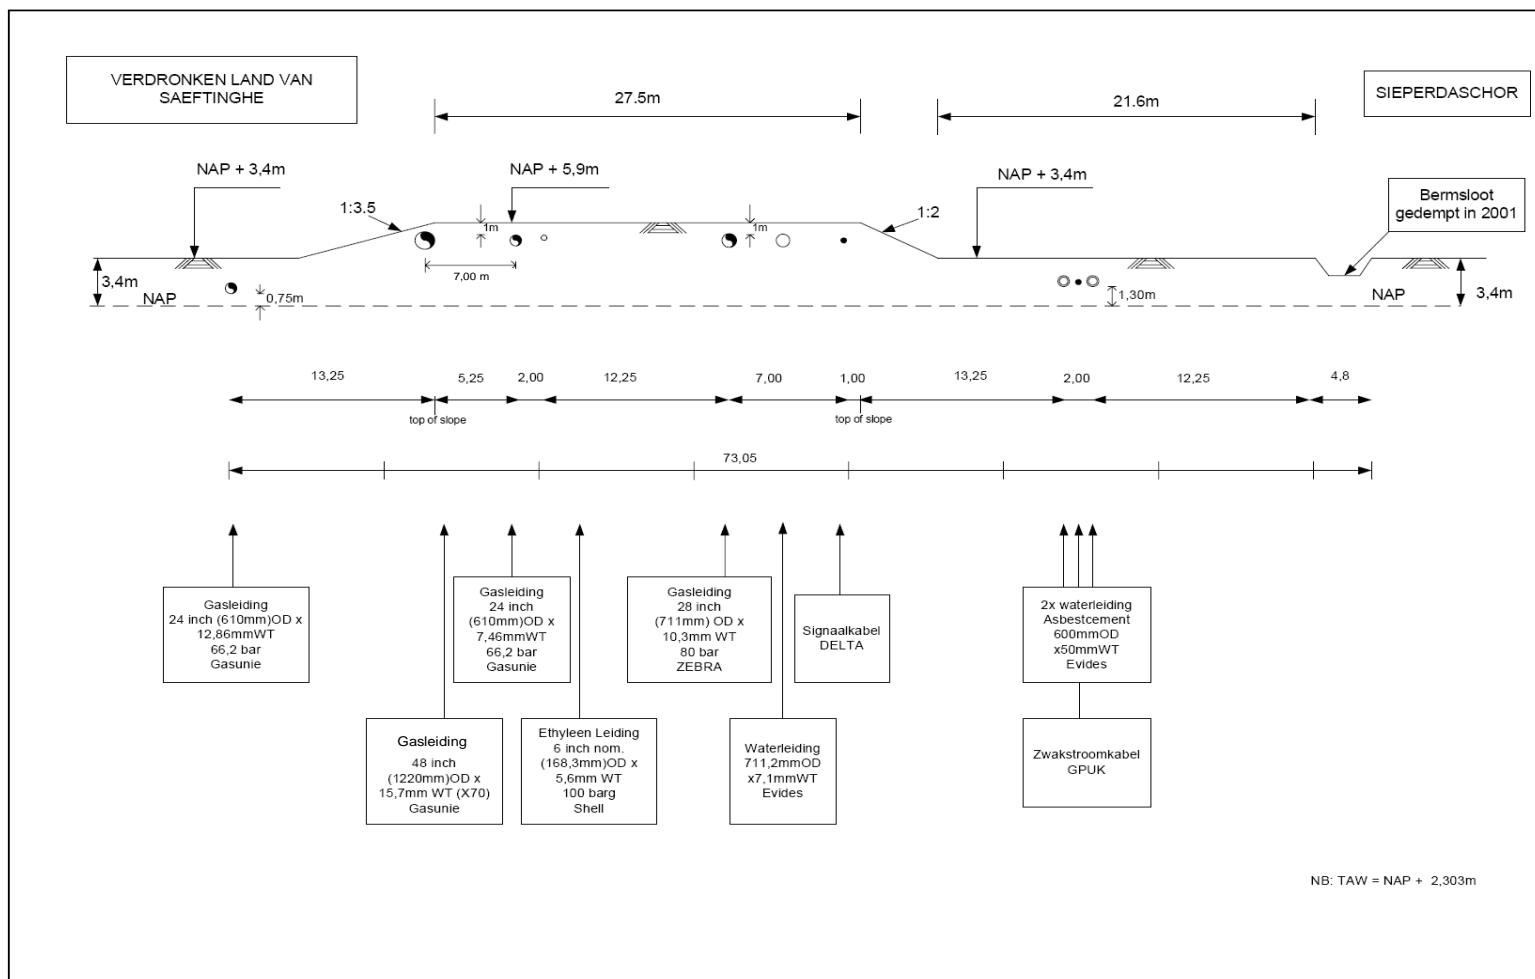 VERDRONKEN LAND VAN
SAEFTINGHE
27.5m
21.6m
SIEPERDASCHOR
NAP + 3,4m
NAP + 5,9m
NAP + 3,4m
Bermsloot
gedempt in 2001
1:3.5
1m
1m
1:2
7,00 m
3,4m
NAP
0,75m
1,30m
NAP
3,4m
13,25
5,25
2,00
12,25
7,00
1,00
13,25
2,00
12,25
4,8
top of slope
top of slope
73,05
Gasleiding
24 inch (610mm)OD x
12,86mmWT
66,2 bar
Gasunie
Gasleiding
24 inch
(610mm)OD x
7,46mmWT
66,2 bar
Gasunie
Gasleiding
28 inch
(711mm) OD x
10,3mm WT
80 bar
ZEBRA
Signaalkabel
DELTA
2x waterleiding
Asbestcement
600mmOD
x50mmWT
Evides
Gasleiding
48 inch
(1220mm)OD x
15,7mm WT (X70)
Gasunie
Ethyleen Leiding
6 inch nom.
(168,3mm)OD x
5,6mm WT
100 barg
Shell
Waterleiding
711,2mmOD
x7,1mmWT
Evides
Zwakstroomkabel
GPUK
NB: TAW = NAP + 2,303m